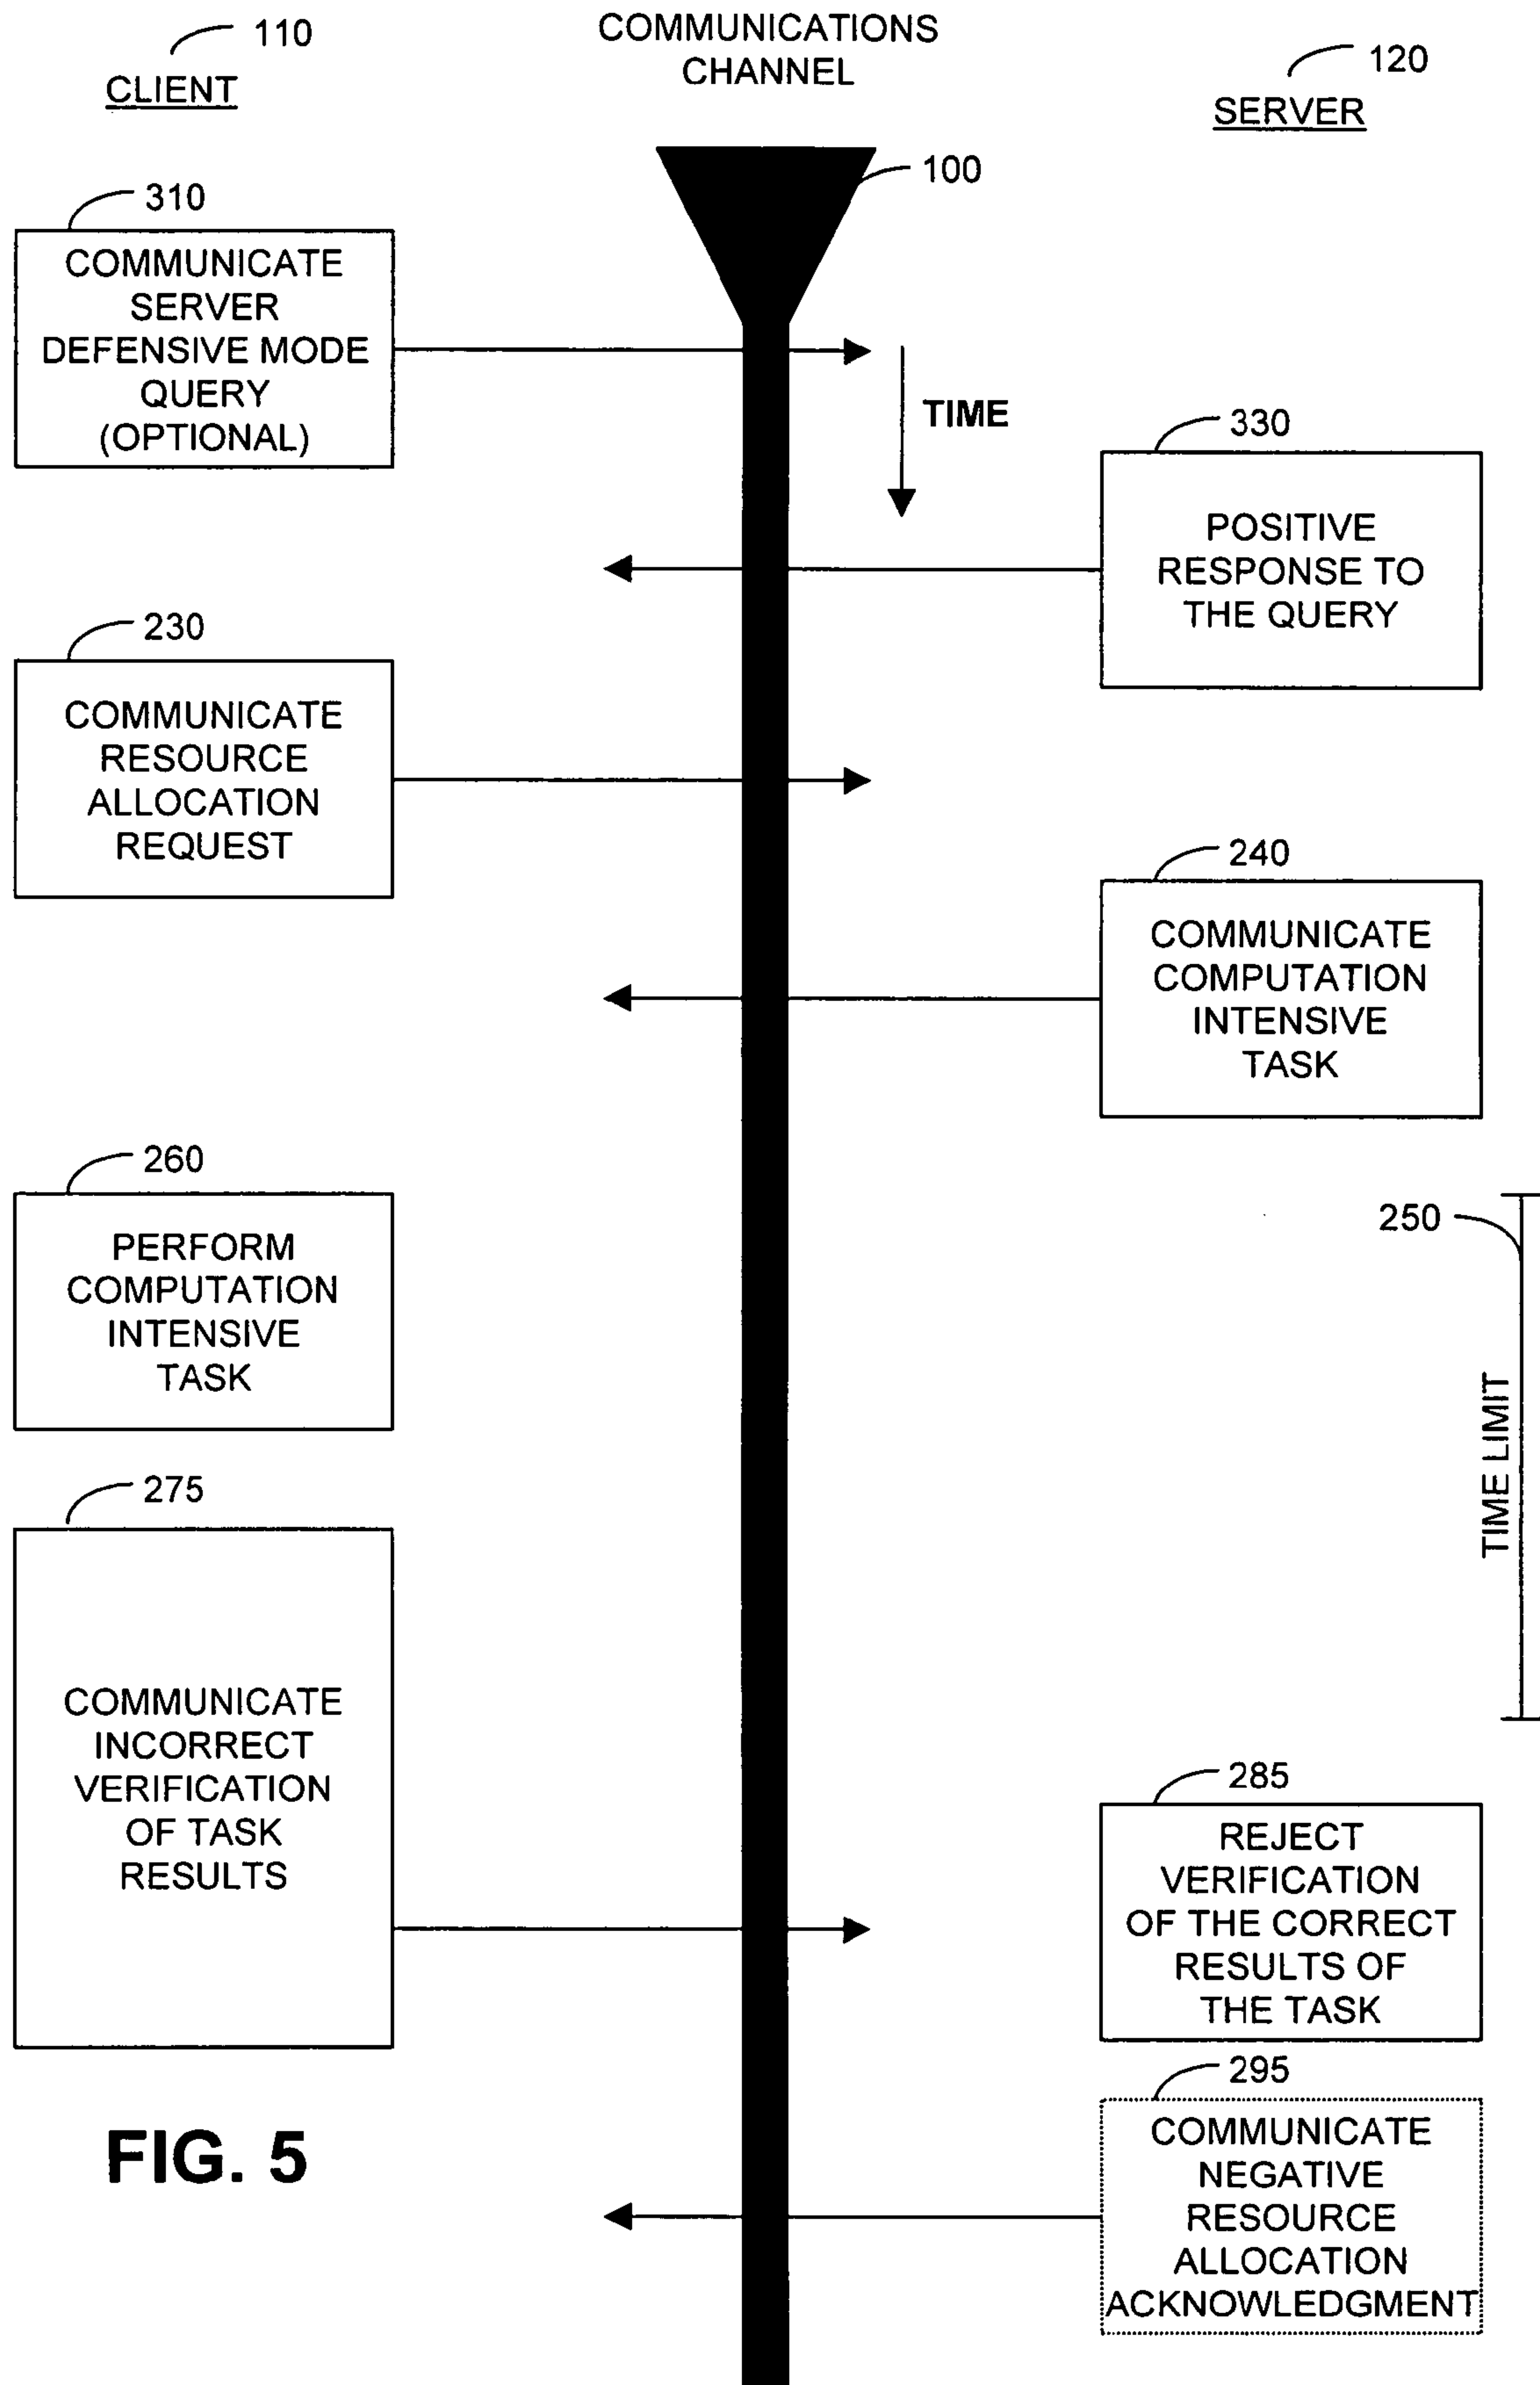 110
CLIENT
COMMUNICATIONS
CHANNEL
120
SERVER
100
310
COMMUNICATE
SERVER
DEFENSIVE MODE
QUERY
(OPTIONAL)
TIME
330
POSITIVE
RESPONSE TO
THE QUERY
230
COMMUNICATE
RESOURCE
ALLOCATION
REQUEST
240
COMMUNICATE
COMPUTATION
INTENSIVE
TASK
260
PERFORM
COMPUTATION
INTENSIVE
TASK
250
TIME LIMIT
275
COMMUNICATE
INCORRECT
VERIFICATION
OF TASK
RESULTS
285
REJECT
VERIFICATION
OF THE CORRECT
RESULTS OF
THE TASK
295
COMMUNICATE
NEGATIVE
RESOURCE
ALLOCATION
ACKNOWLEDGMENT
FIG. 5